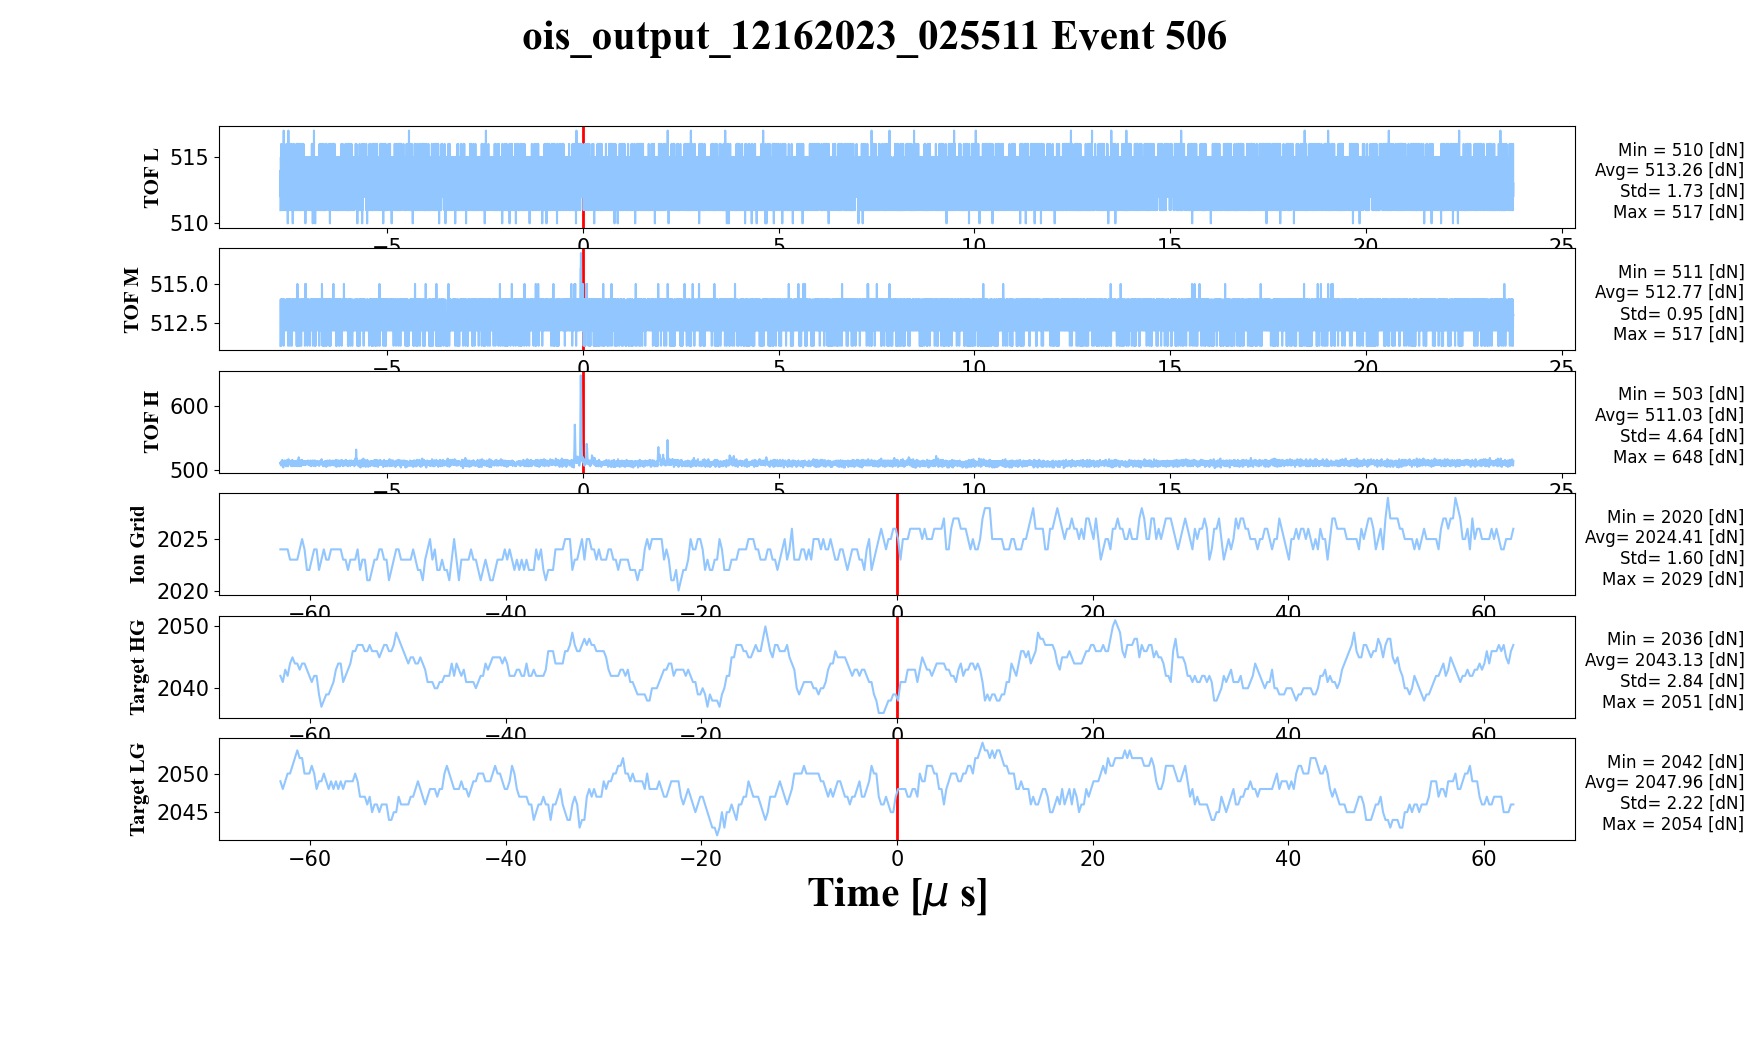 ois_output_12162023_025511 Event 506
TOF L
515
510
−5
0
5
10
15
20
25
Min = 510 [dN]
Avg= 513.26 [dN]
Std= 1.73 [dN]
Max = 517 [dN]
TOF M
515.0
512.5
−5
0
5
10
15
20
25
Min = 511 [dN]
Avg= 512.77 [dN]
Std= 0.95 [dN]
Max = 517 [dN]
TOF H
600
500
−5
0
5
10
15
20
25
Min = 503 [dN]
Avg= 511.03 [dN]
Std= 4.64 [dN]
Max = 648 [dN]
Ion Grid
2025
2020
−60
−40
−20
0
20
40
60
Min = 2020 [dN]
Avg= 2024.41 [dN]
Std= 1.60 [dN]
Max = 2029 [dN]
Target HG
2050
2040
−60
−40
−20
0
20
40
60
Min = 2036 [dN]
Avg= 2043.13 [dN]
Std= 2.84 [dN]
Max = 2051 [dN]
Target LG
2050
2045
−60
−40
−20
0
20
40
60
Min = 2042 [dN]
Avg= 2047.96 [dN]
Std= 2.22 [dN]
Max = 2054 [dN]
Time [μ s]